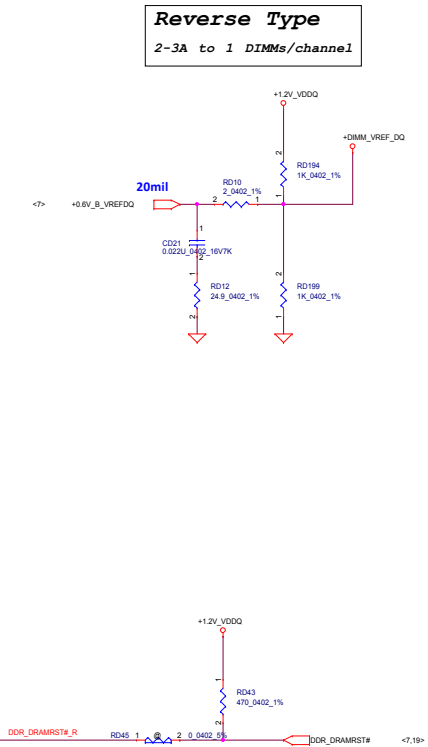 Reverse Type
2-3A to 1 DIMMs/channel
+1.2V_VDDQ
+DIMM_VREF_DQ
2
RD194
1K_0402_1%
1
20mil
RD10
2_0402_1%
<7>
+0.6V_B_VREFDQ
2
1
1
CD21
0.022U_0402_16V7K
2
1
RD12
24.9_0402_1%
2
2
RD199
1K_0402_1%
1
+1.2V_VDDQ
1
RD43
470_0402_1%
2
DDR_DRAMRST#_R
RD45
1
@
2
0_0402_5%
DDR_DRAMRST#
<7,19>